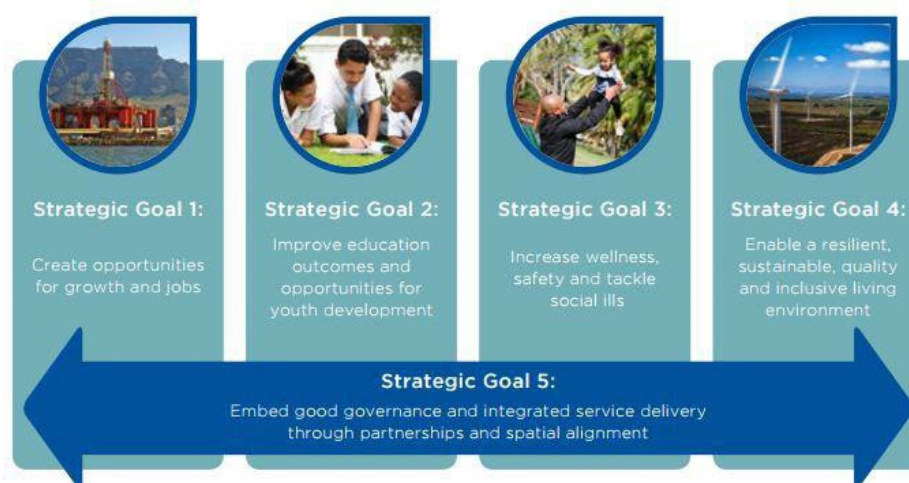 Strategic Goal 1:
Create opportunities
for growth and jobs
Strategic Goal 2:
Improve education
outcomes and
opportunities for
youth development
Strategic Goal 3:
Increase wellness,
safety and tackle
social ills
Strategic Goal 4:
Enable a resilient,
sustainable, quality
and inclusive living
environment
Strategic Goal 5:
Embed good governance and integrated service delivery
through partnerships and spatial alignment